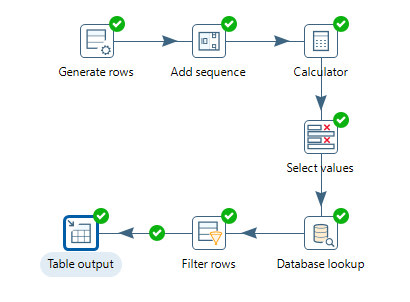 Generate rows
Add sequence
Calculator
Select values
Table output
Filter rows
Database lookup